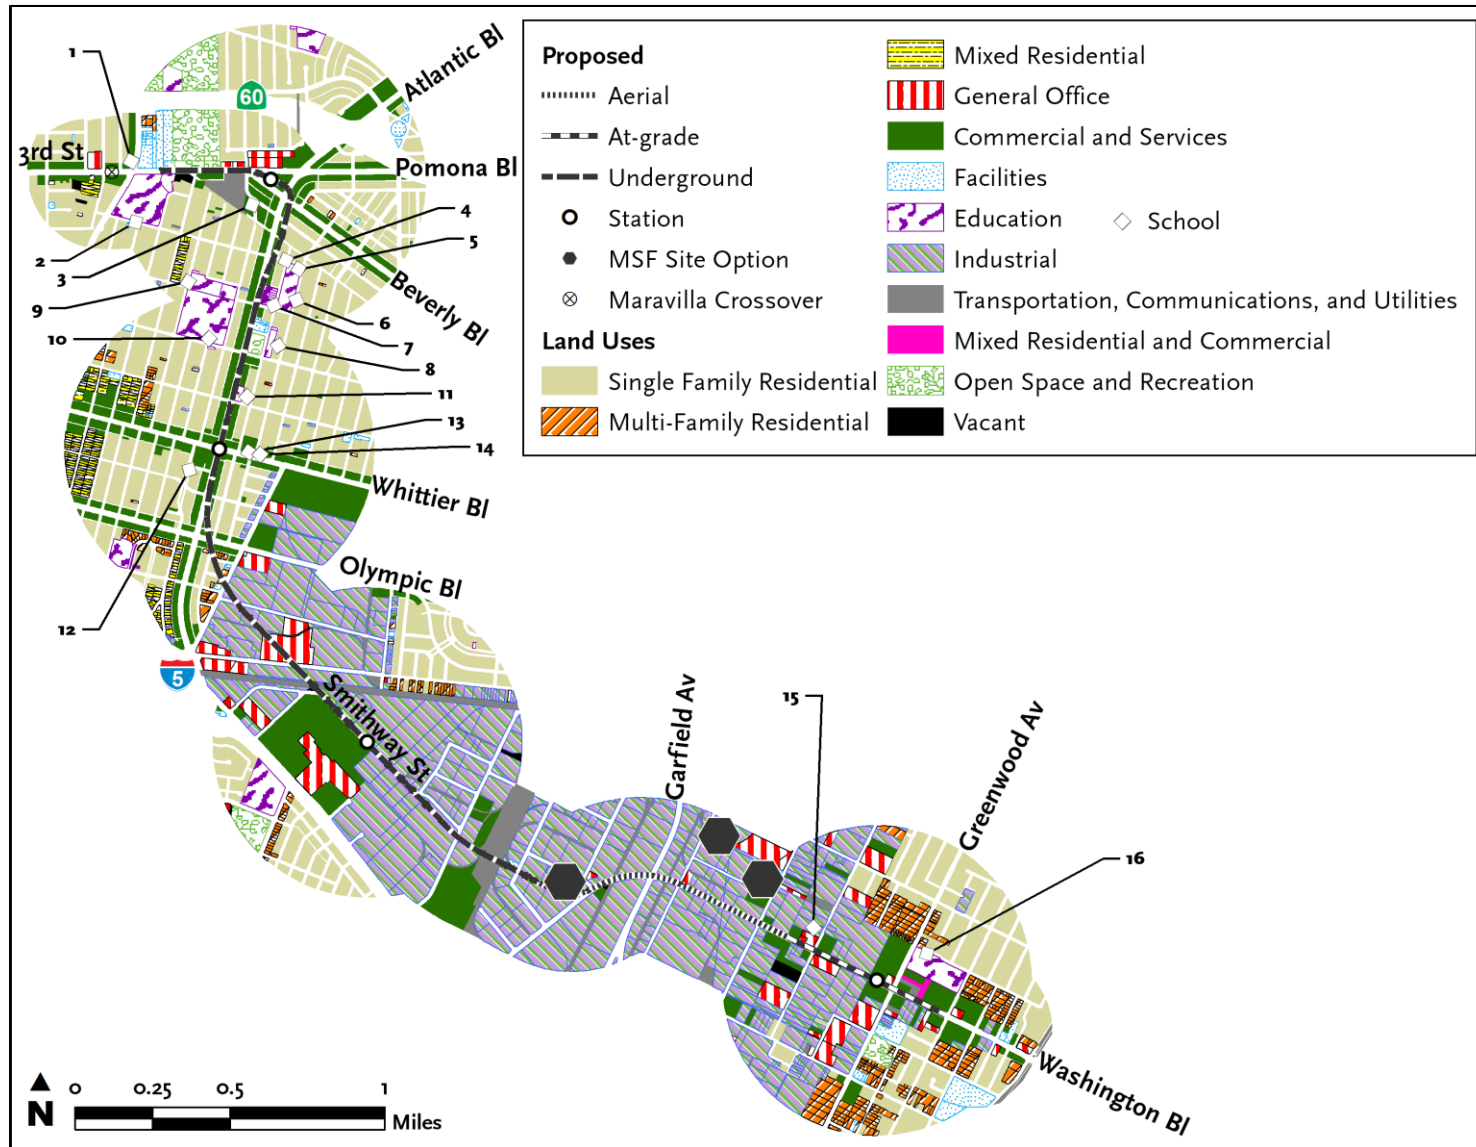 Proposed
Aerial
At-grade
Underground
Station
MSF Site Option
Maravilla Crossover
Land Uses
Single Family Residential
Multi-Family Residential
Mixed Residential
General Office
Commercial and Services
Facilities
Education
School
Industrial
Transportation, Communications, and Utilities
Mixed Residential and Commercial
Open Space and Recreation
Vacant
1
Atlantic Bl
60
3rd St
Pomona Bl
4
2
5
3
Beverly Bl
9
6
10
7
8
11
13
14
Whittier Bl
Olympic Bl
12
5
Smithway St
Garfield Av
15
Greenwood Av
16
Washington Bl
N
0 0.25 0.5 1
Miles